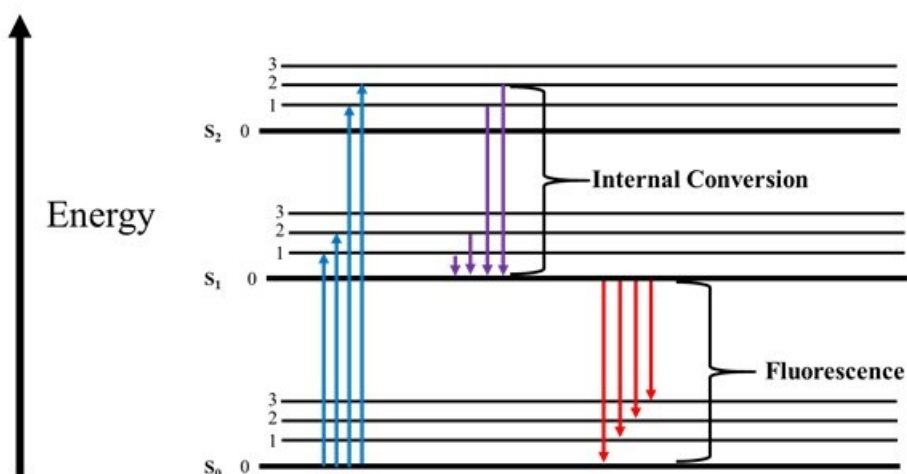 3
2
1
S2 0
Internal Conversion
Energy
3
2
1
S1 0
Fluorescence
3
2
1
S0 0